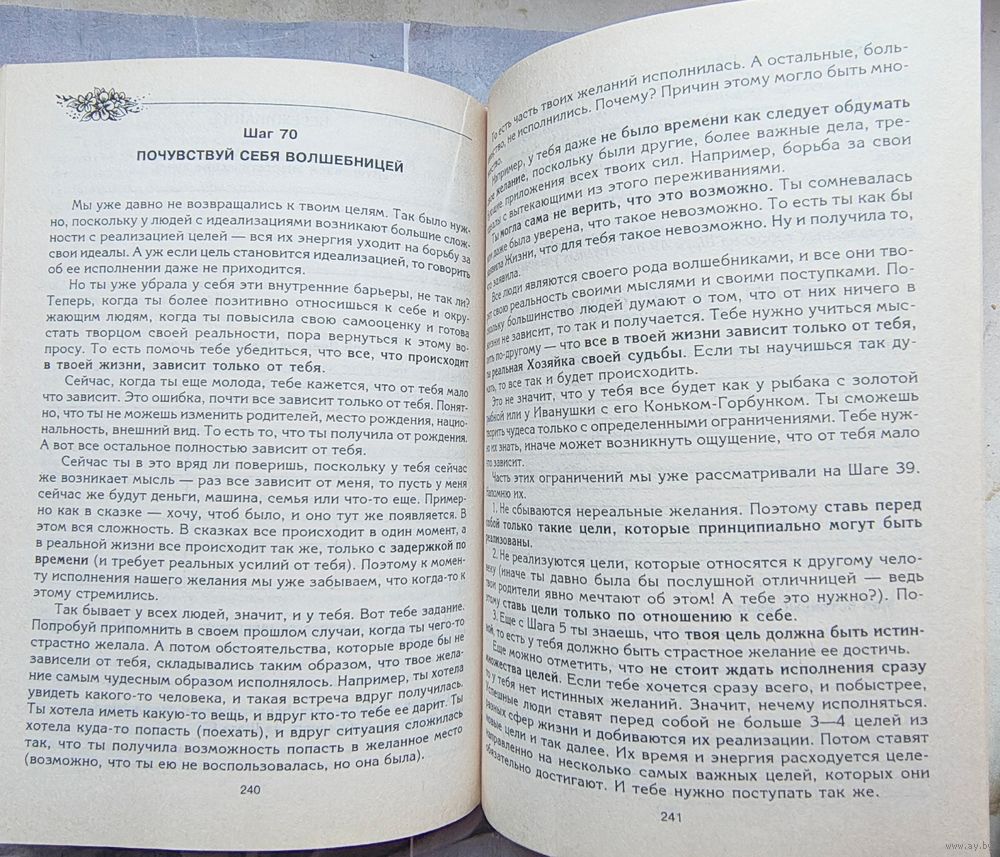 Шаг 70
ПОЧУВСТВУЙ СЕБЯ ВОЛШЕБНИЦЕЙ
Мы уже давно не возвращались к твоим целям. Так было нуж-
но, поскольку у людей с идеализациями возникают большие слож-
ности с реализацией целей — вся их энергия уходит на борьбу за
свои идеалы. А уж если цель становится идеализацией, то говорить
об ее исполнении даже не приходится.
Но ты уже убрала у себя эти внутренние барьеры, не так ли?
Теперь, когда ты более позитивно относишься к себе и окру-
жающим людям, когда ты повысила свою самооценку и готова
стать творцом своей реальности, пора вернуться к этому во-
просу. То есть помочь тебе убедиться, что все, что происходит
в твоей жизни, зависит только от тебя.
Сейчас, когда ты еще молода, тебе кажется, что от тебя мало
что зависит. Это ошибка, почти все зависит только от тебя. Понят-
но, что ты не можешь изменить родителей, место рождения, нацио-
нальность, внешний вид. То есть то, что ты получила от рождения.
А вот все остальное полностью зависит от тебя.
Сейчас ты в это вряд ли поверишь, поскольку у тебя сейчас
же возникает мысль — раз все зависит от меня, то пусть у меня
сейчас же будут деньги, машина, семья или что-то еще. Пример-
но как в сказке — хочу, чтоб было, и оно тут же появляется. В
этом вся сложность. В сказках все происходит в один момент, а
в реальной жизни все происходит так же, только с задержкой по
времени (и требует реальных усилий от тебя). Поэтому к момен-
ту исполнения нашего желания мы уже забываем, что когда-то к
этому стремились.
Так бывает у всех людей, значит, и у тебя. Вот тебе задание.
Попробуй припомнить в своем прошлом случаи, когда ты чего-то
страстно желала. А потом обстоятельства, которые вроде бы не
зависели от тебя, складывались таким образом, что твое жела-
ние самым чудесным образом исполнялось. Например, ты хотела
увидеть какого-то человека, и такая встреча вдруг получилась.
Ты хотела иметь какую-то вещь, и вдруг кто-то тебе ее дарит. Ты
хотела куда-то попасть (поехать), и вдруг ситуация сложилась
так, что ты получила возможность попасть в желанное место
(возможно, что ты ею не воспользовалась, но она была).
240
То есть часть твоих желаний исполнилась. А остальные, боль-
не исполнились. Почему? Причин этому могло быть мно-
Например, у тебя даже не было времени как следует обдумать
желание, поскольку были другие, более важные дела, тре-
приложения всех твоих сил. Например, борьба за свои
с вытекающими из этого переживаниями.
Ты могла сама не верить, что это возможно. Ты сомневалась
даже была уверена, что такое невозможно. То есть ты как бы
Жизни, что для тебя такое невозможно. Ну и получила то,
заявила.
Все люди являются своего рода волшебниками, и все они тво-
свою реальность своими мыслями и своими поступками. По-
большинство людей думают о том, что от них ничего в
не зависит, то так и получается. Тебе нужно учиться мыс-
по-другому — что все в твоей жизни зависит только от тебя,
реальная Хозяйка своей судьбы. Если ты научишься так ду-
то все так и будет происходить.
Это не значит, что у тебя все будет как у рыбака с золотой
или у Иванушки с его Коньком-Горбунком. Ты сможешь
творить чудеса только с определенными ограничениями. Тебе нуж-
их знать, иначе может возникнуть ощущение, что от тебя мало
зависит.
Часть этих ограничений мы уже рассматривали на Шаге 39.
их.
1. Не сбываются нереальные желания. Поэтому ставь перед
собой только такие цели, которые принципиально могут быть
реализованы.
2. Не реализуются цели, которые относятся к другому чело-
веку (иначе ты давно была бы послушной отличницей — ведь
твои родители явно мечтают об этом! А тебе это нужно?). По-
этому ставь цели только по отношению к себе.
3. Еще с Шага 5 ты знаешь, что твоя цель должна быть истин-
ной, то есть у тебя должно быть страстное желание ее достичь.
Еще можно отметить, что не стоит ждать исполнения сразу
множества целей. Если тебе хочется сразу всего, и побыстрее,
то у тебя нет истинных желаний. Значит, нечему исполняться.
Успешные люди ставят перед собой не больше 3—4 целей из
разных сфер жизни и добиваются их реализации. Потом ставят
новые цели и так далее. Их время и энергия расходуется целе-
направленно на несколько самых важных целей, которых они
обязательно достигают. И тебе нужно поступать так же.
241
www.ay.by